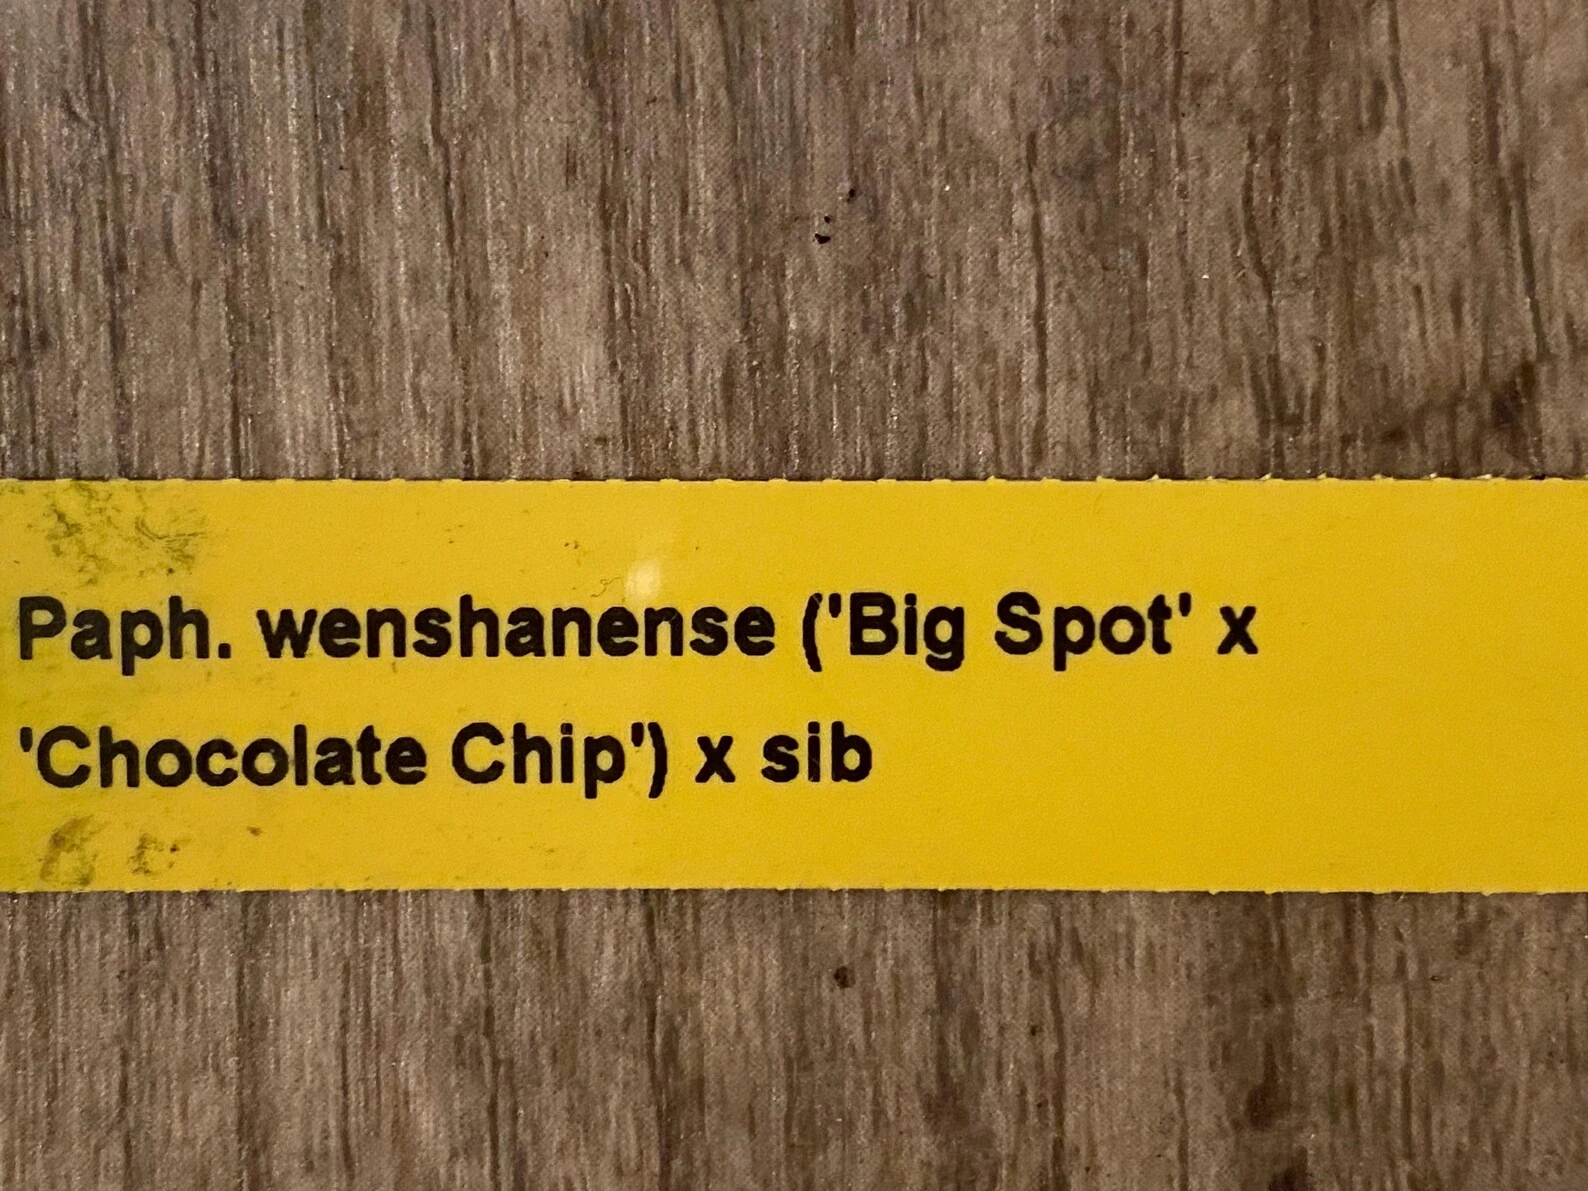 Paph. wenshanense ('Big Spot' x
'Chocolate Chip') x sib